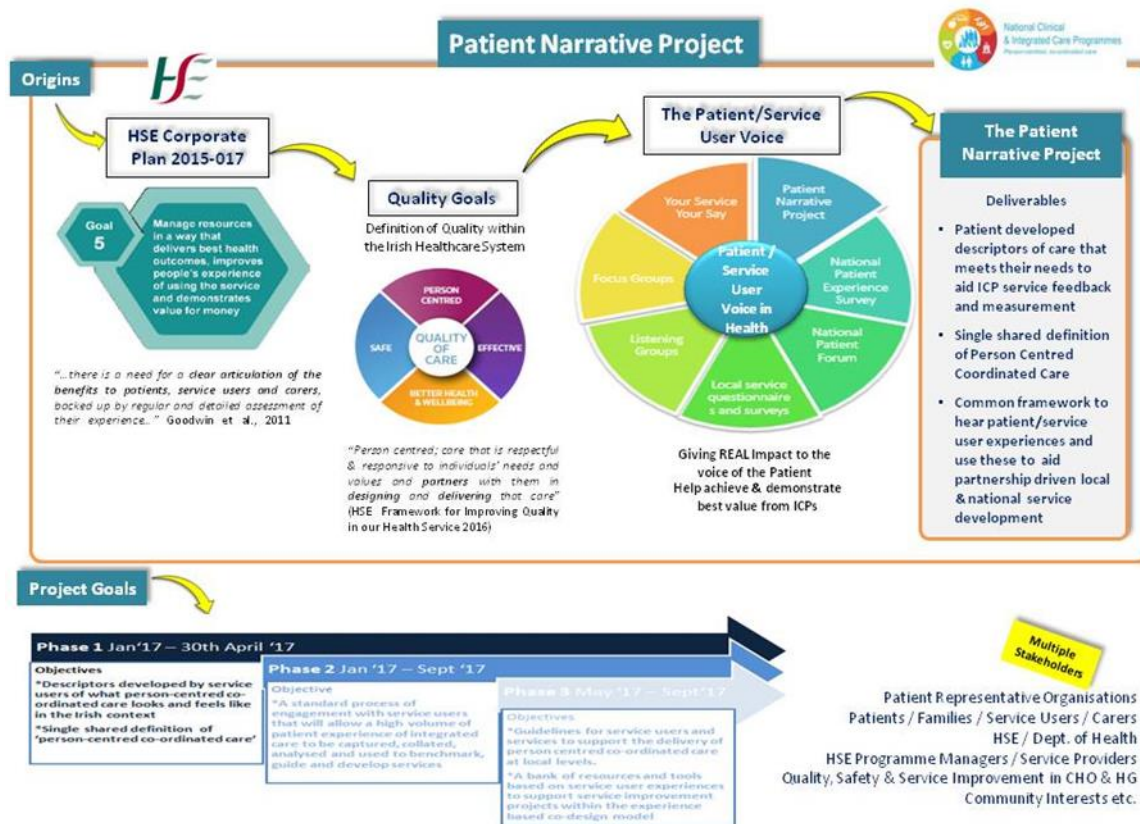 Patient Narrative Project
National Clinical
& Integrated Care Programmes
Person-centred, co-ordinated care
Origins
HSE
HSE Corporate
Plan 2015-017
Goal
5
Manage resources
in a way that
delivers best health
outcomes, improves
people's experience
of using the service
and demonstrates
value for money
"...there is a need for a clear articulation of the
benefits to patients, service users and carers,
backed up by regular and detailed assessment of
their experience..." Goodwin et al., 2011
Quality Goals
Definition of Quality within
the Irish Healthcare System
PERSON
CENTRED
SAFE
QUALITY
OF
CARE
EFFECTIVE
BETTER HEALTH
& WELLBEING
"Person centred; care that is respectful
& responsive to individuals' needs and
values and partners with them in
designing and delivering that care"
(HSE Framework for Improving Quality
in our Health Service 2016)
The Patient/Service
User Voice
Your Service
Your Say
Patient
Narrative
Project
Focus Groups
Patient /
Service
User
Voice in
Health
National
Patient
Experience
Survey
Listening
Groups
National
Patient
Forum
Local service
questionnaire
s and surveys
Giving REAL Impact to the
voice of the Patient
Help achieve & demonstrate
best value from ICPs
The Patient
Narrative Project
Deliverables
• Patient developed
descriptors of care that
meets their needs to
aid ICP service feedback
and measurement
• Single shared definition
of Person Centred
Coordinated Care
• Common framework to
hear patient/service
user experiences and
use these to aid
partnership driven local
& national service
development
Project Goals
Phase 1 Jan'17 – 30th April '17
Objectives
*Descriptors developed by service
users of what person-centred co-
ordinated care looks and feels like
in the Irish context
*Single shared definition of
'person-centred co-ordinated care'
Phase 2 Jan '17 – Sept '17
Objective
*A standard process of
engagement with service users
that will allow a high volume of
patient experience of integrated
care to be captured, collated,
analysed and used to benchmark,
guide and develop services
Phase 3 May '17 – Sept'17
Objectives
*Guidelines for service users and
services to support the delivery of
person centred co-ordinated care
at local levels.
*A bank of resources and tools
based on service user experiences
to support service improvement
projects within the experience
based co-design model
Multiple
Stakeholders
Patient Representative Organisations
Patients / Families / Service Users / Carers
HSE / Dept. of Health
HSE Programme Managers / Service Providers
Quality, Safety & Service Improvement in CHO & HG
Community Interests etc.